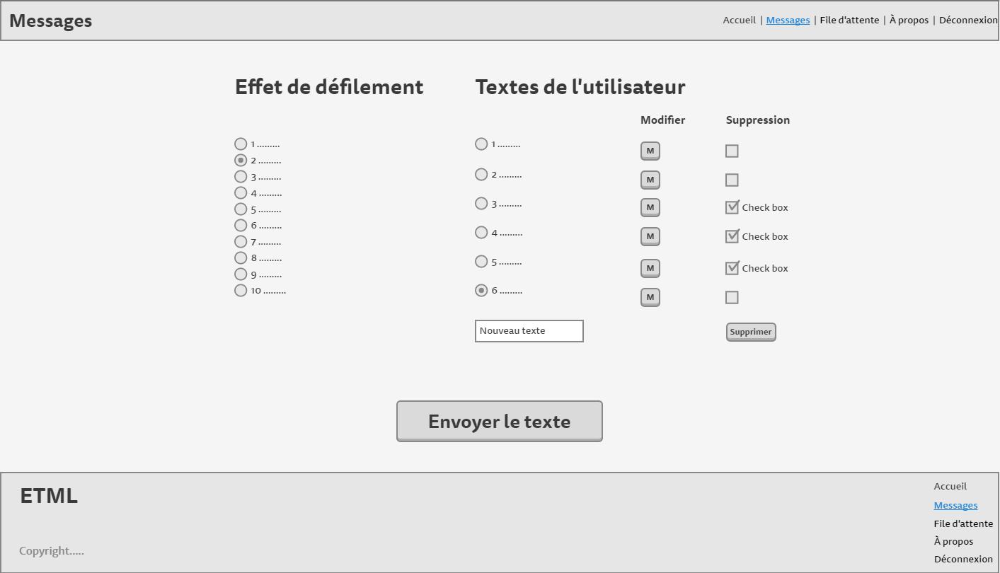 Messages
Accueil | Messages | File d'attente | À propos | Déconnexion
Effet de défilement
1 .........
2 .........
3 .........
4 .........
5 .........
6 .........
7 .........
8 .........
9 .........
10 .........
Textes de l'utilisateur
Modifier Suppression
1 ......... M
2 ......... M
3 ......... M Check box
4 ......... M Check box
5 ......... M Check box
6 ......... M
Nouveau texte Supprimer
Envoyer le texte
ETML
Copyright.....
Accueil
Messages
File d'attente
À propos
Déconnexion